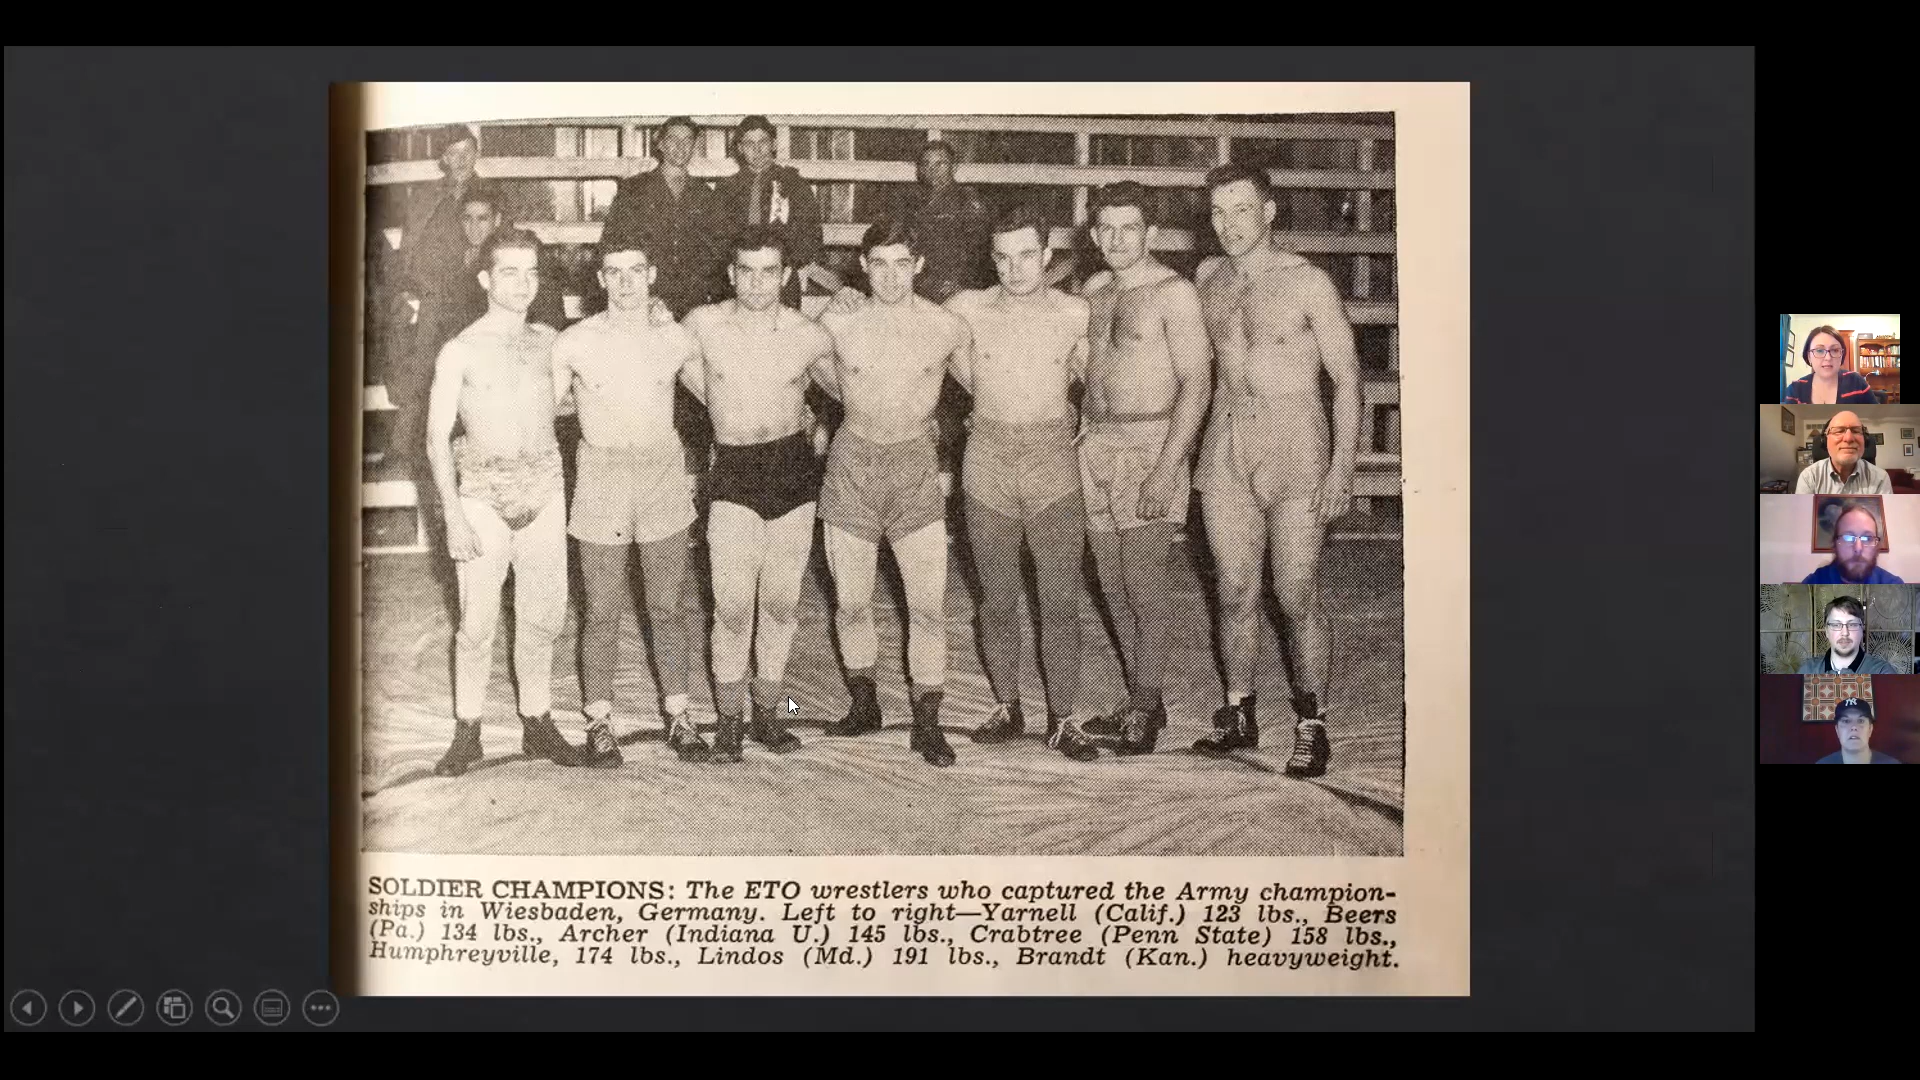 SOLDIER CHAMPIONS: The ETO wrestlers who captured the Army champion-
ships in Wiesbaden, Germany. Left to right—Yarnell (Calif.) 123 lbs., Beers
(Pa.) 134 lbs., Archer (Indiana U.) 145 lbs., Crabtree (Penn State) 158 lbs.,
Humphreyville, 174 lbs., Lindos (Md.) 191 lbs., Brandt (Kan.) heavyweight.